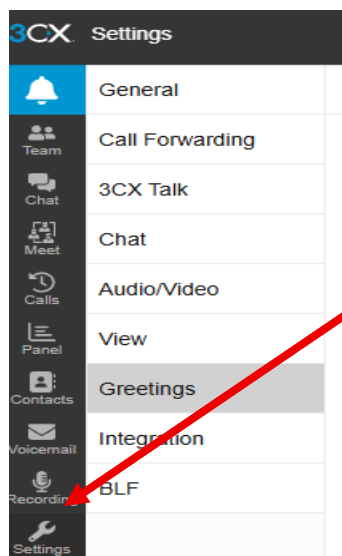 3CX. Settings
General
Team
Call Forwarding
Chat
3CX Talk
Meet
Chat
Calls
Audio/Video
Panel
View
Contacts
Greetings
Voicemail
Integration
Recording
BLF
Settings